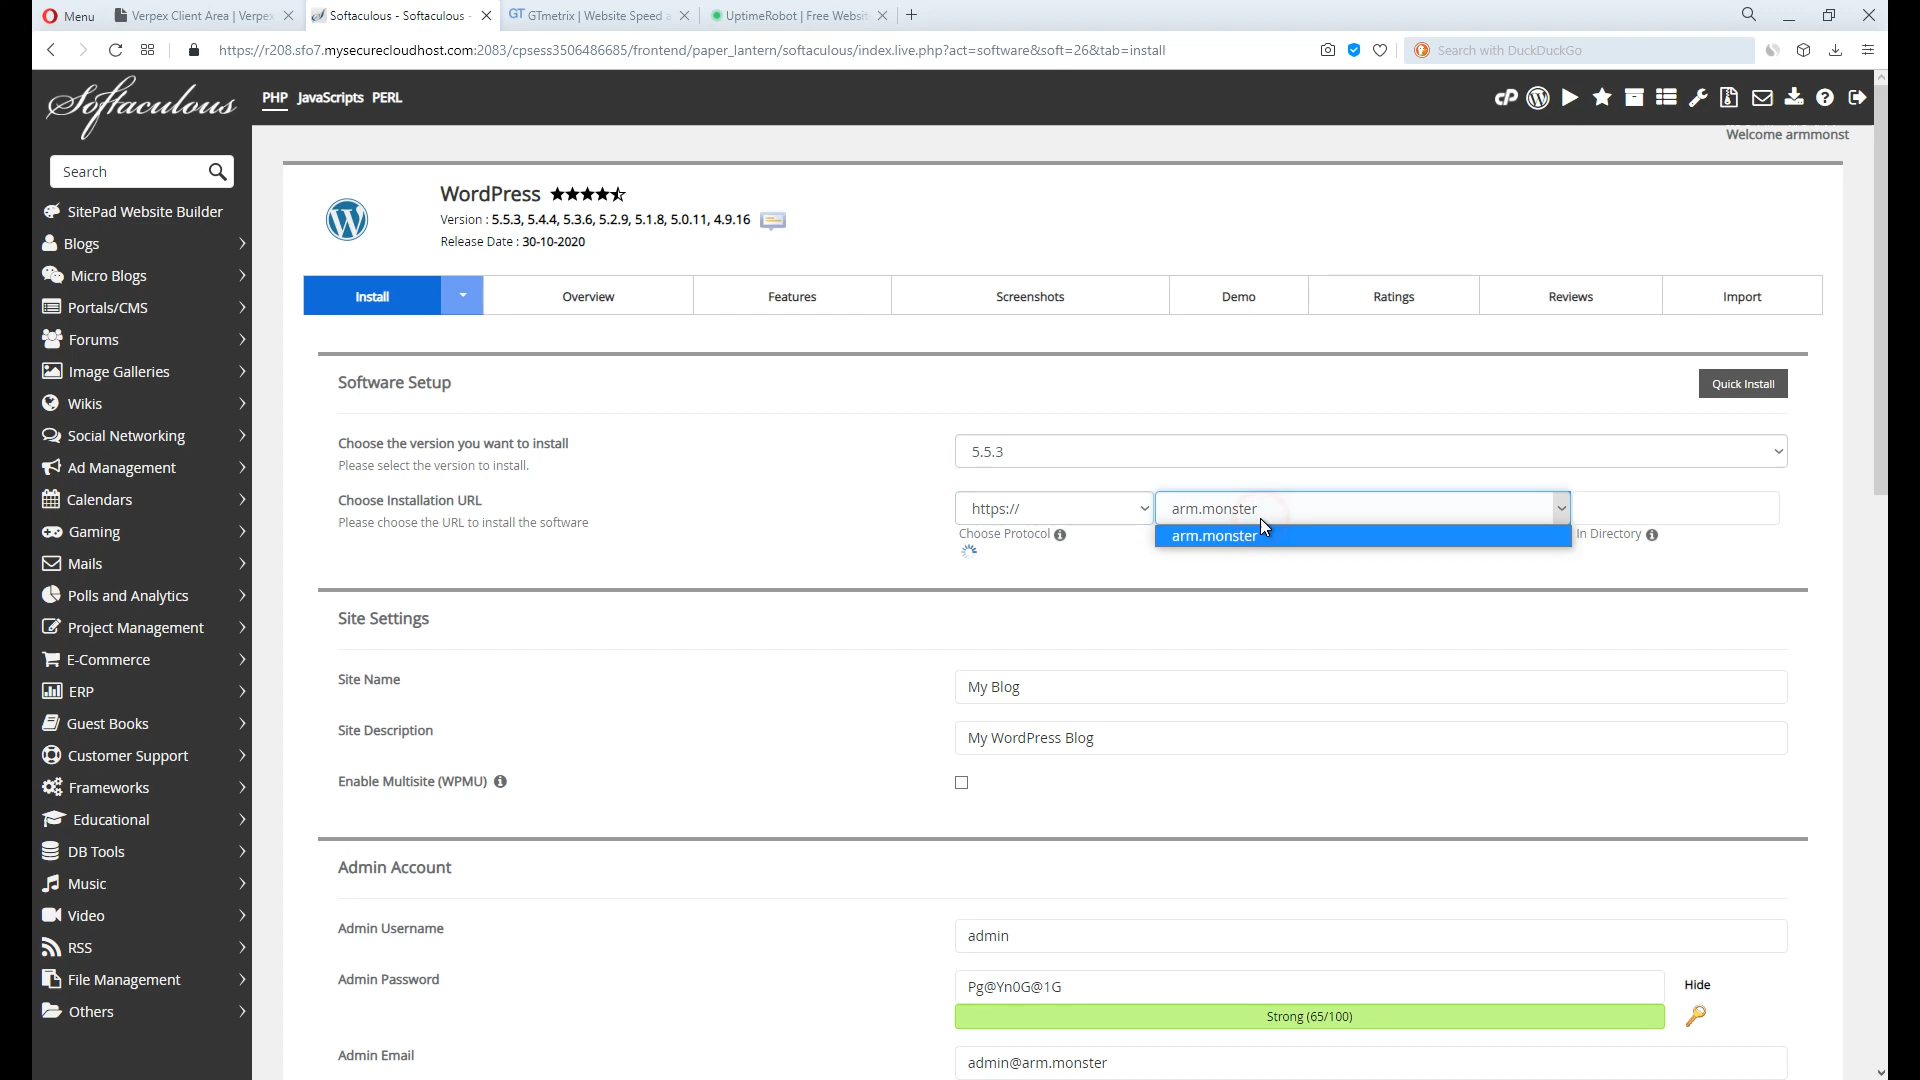 Menu
Verpex Client Area | Verpex
Softaculous - Softaculous -
GTmetrix | Website Speed a
UptimeRobot | Free Websit
https://r208.sfo7.mysecurecloudhost.com:2083/cpsess3506486685/frontend/paper_lantern/softaculous/index.live.php?act=software&soft=26&tab=install
Search with DuckDuckGo
Softaculous
PHP JavaScripts PERL
Welcome armmonst
Search
SitePad Website Builder
Blogs
Micro Blogs
Portals/CMS
Forums
Image Galleries
Wikis
Social Networking
Ad Management
Calendars
Gaming
Mails
Polls and Analytics
Project Management
E-Commerce
ERP
Guest Books
Customer Support
Frameworks
Educational
DB Tools
Music
Video
RSS
File Management
Others
WordPress
Version : 5.5.3, 5.4.4, 5.3.6, 5.2.9, 5.1.8, 5.0.11, 4.9.16
Release Date : 30-10-2020
Install
Overview
Features
Screenshots
Demo
Ratings
Reviews
Import
Software Setup
Quick Install
Choose the version you want to install
Please select the version to install.
5.5.3
Choose Installation URL
Please choose the URL to install the software
https://
arm.monster
Choose Protocol
arm.monster
In Directory
Site Settings
Site Name
My Blog
Site Description
My WordPress Blog
Enable Multisite (WPMU)
Admin Account
Admin Username
admin
Admin Password
Pg@Yn0G@1G
Hide
Strong (65/100)
Admin Email
admin@arm.monster